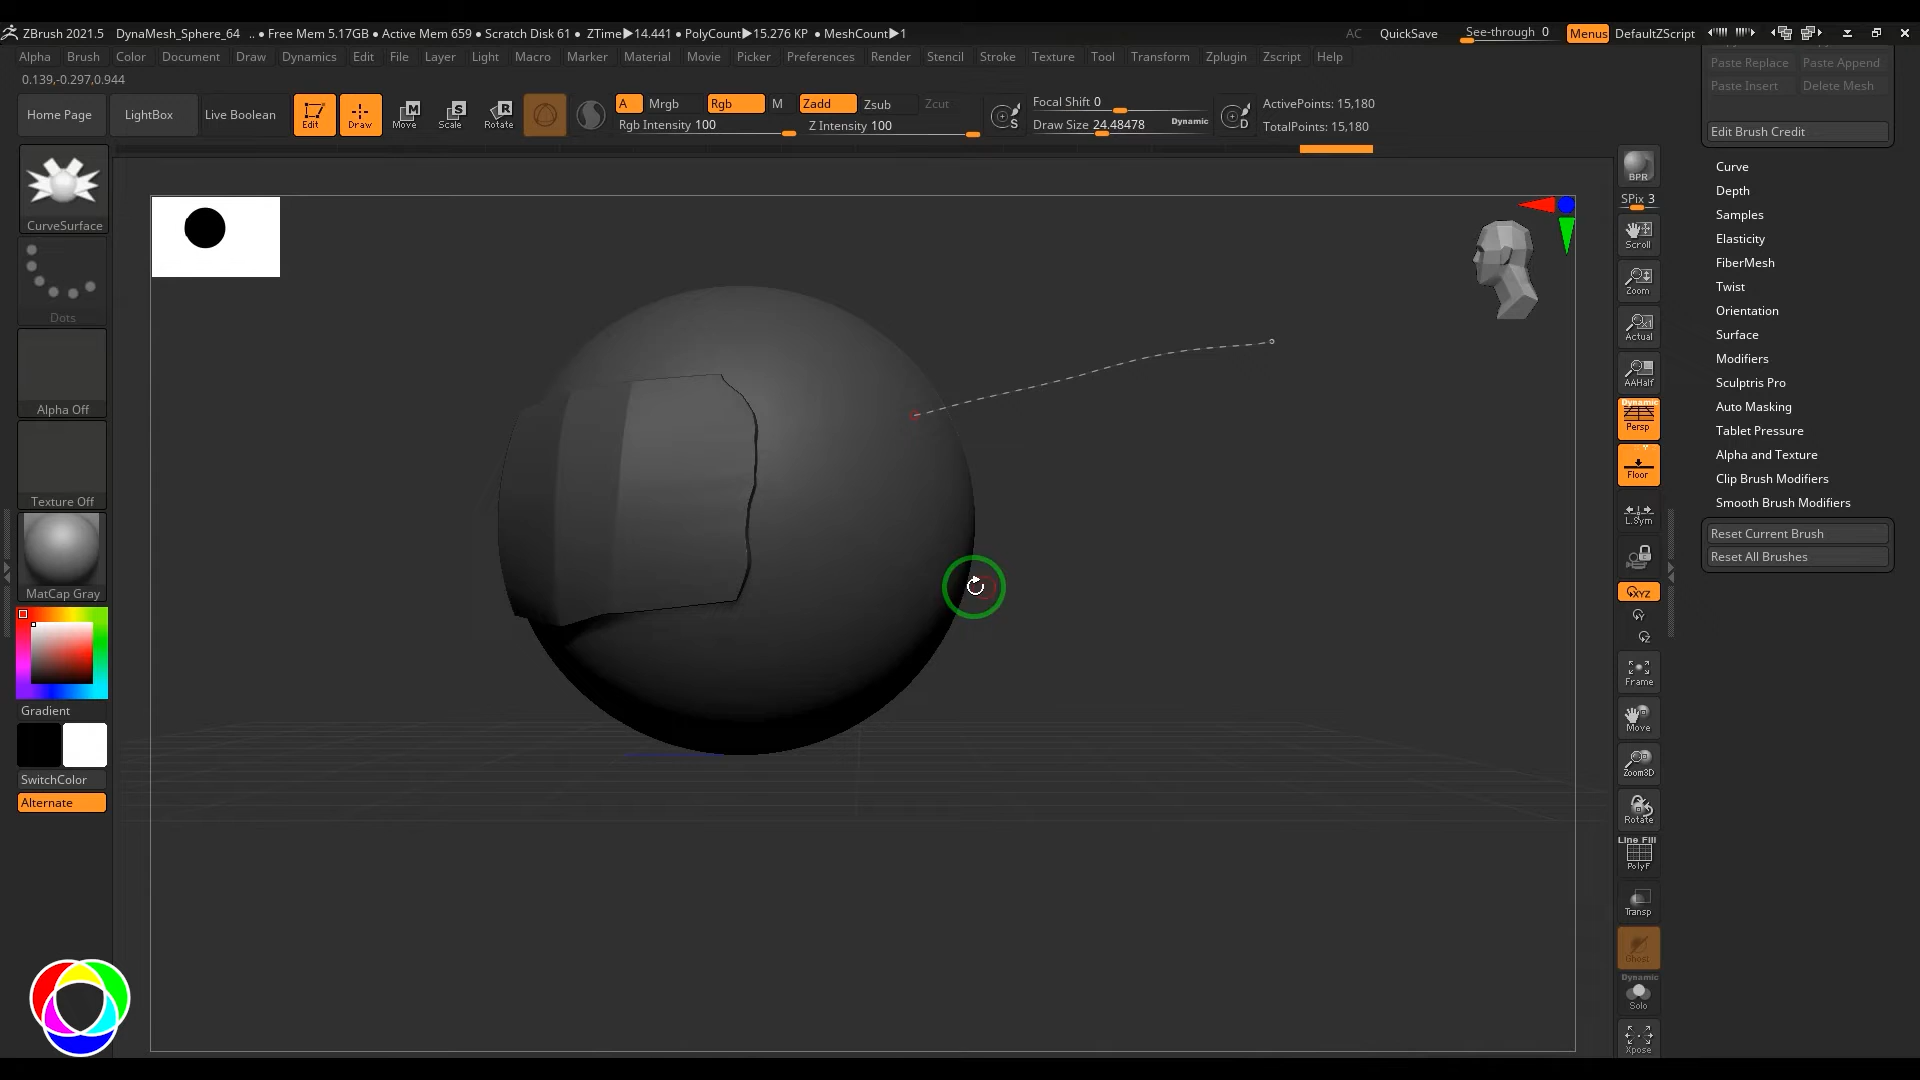 ZBrush 2021.5 DynaMesh_Sphere_64 .. ● Free Mem 5.17GB ● Active Mem 659 ● Scratch Disk 61 ● ZTime▶14.441 ● PolyCount▶15.276 KP ● MeshCount▶1 AC QuickSave See-through 0 Menus DefaultZScript
Alpha Brush Color Document Draw Dynamics Edit File Layer Light Macro Marker Material Movie Picker Preferences Render Stencil Stroke Texture Tool Transform Zplugin Zscript Help
0.139,-0.297,0.944
Home Page LightBox Live Boolean Edit Draw Move Scale Rotate
A Mrgb Rgb M Zadd Zsub Zcut
Rgb Intensity 100 Z Intensity 100
S
Focal Shift 0
Draw Size 24.48478 Dynamic
D
ActivePoints: 15,180
TotalPoints: 15,180
CurveSurface
Dots
Alpha Off
Texture Off
MatCap Gray
Gradient
SwitchColor
Alternate
BPR
SPix 3
Scroll
Zoom
Actual
AAHalf
Dynamic
Persp
Floor
L.Sym
XYZ
Y
Z
Frame
Move
Zoom3D
Rotate
Line Fill
PolyF
Transp
Ghost
Dynamic
Solo
Xpose
Paste Replace Paste Append
Paste Insert Delete Mesh
Edit Brush Credit
Curve
Depth
Samples
Elasticity
FiberMesh
Twist
Orientation
Surface
Modifiers
Sculptris Pro
Auto Masking
Tablet Pressure
Alpha and Texture
Clip Brush Modifiers
Smooth Brush Modifiers
Reset Current Brush
Reset All Brushes